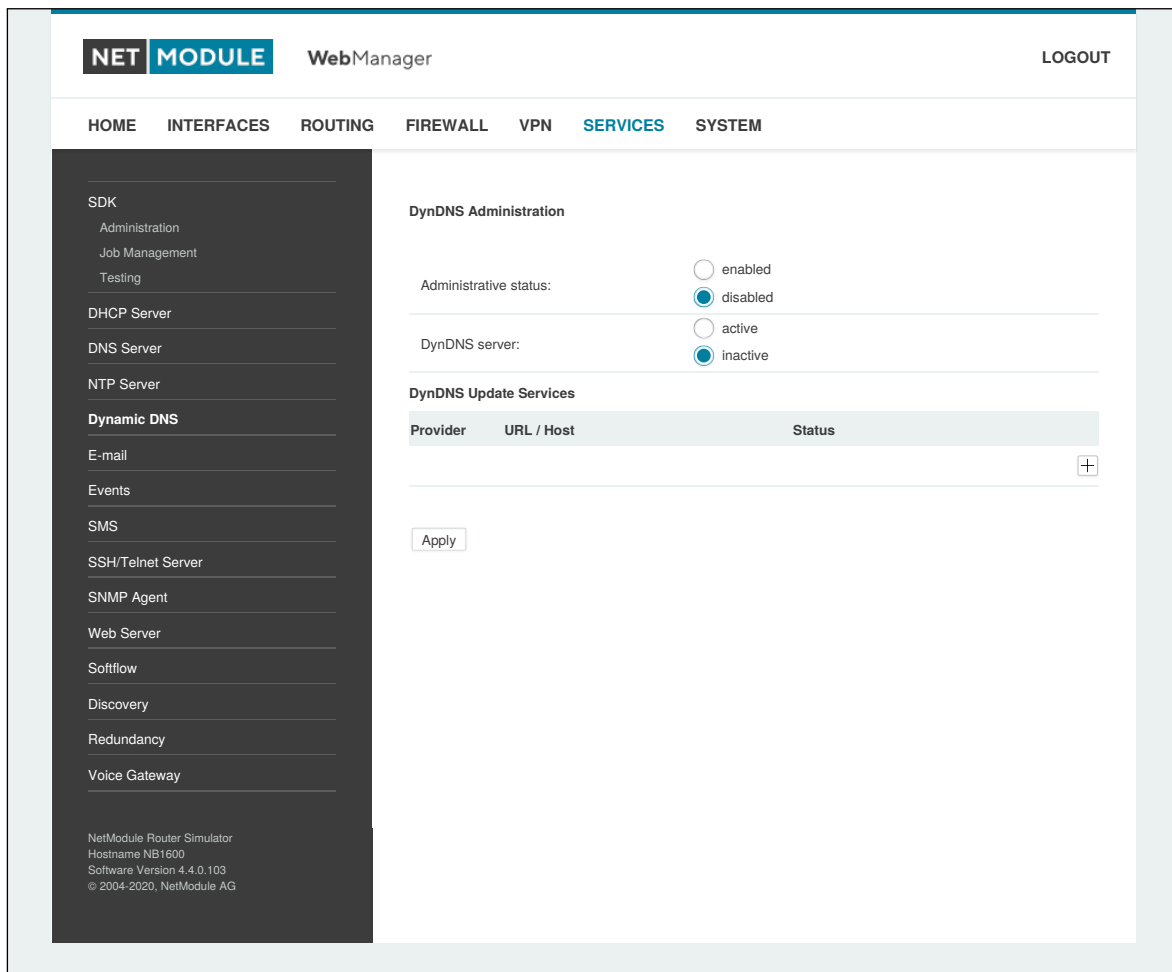 NET MODULE WebManager LOGOUT
HOME INTERFACES ROUTING FIREWALL VPN SERVICES SYSTEM
SDK
Administration
Job Management
Testing
DHCP Server
DNS Server
NTP Server
Dynamic DNS
E-mail
Events
SMS
SSH/Telnet Server
SNMP Agent
Web Server
Softflow
Discovery
Redundancy
Voice Gateway
NetModule Router Simulator
Hostname NB1600
Software Version 4.4.0.103
© 2004-2020, NetModule AG
DynDNS Administration
Administrative status:
enabled
disabled
DynDNS server:
active
inactive
DynDNS Update Services
Provider URL / Host Status
Apply